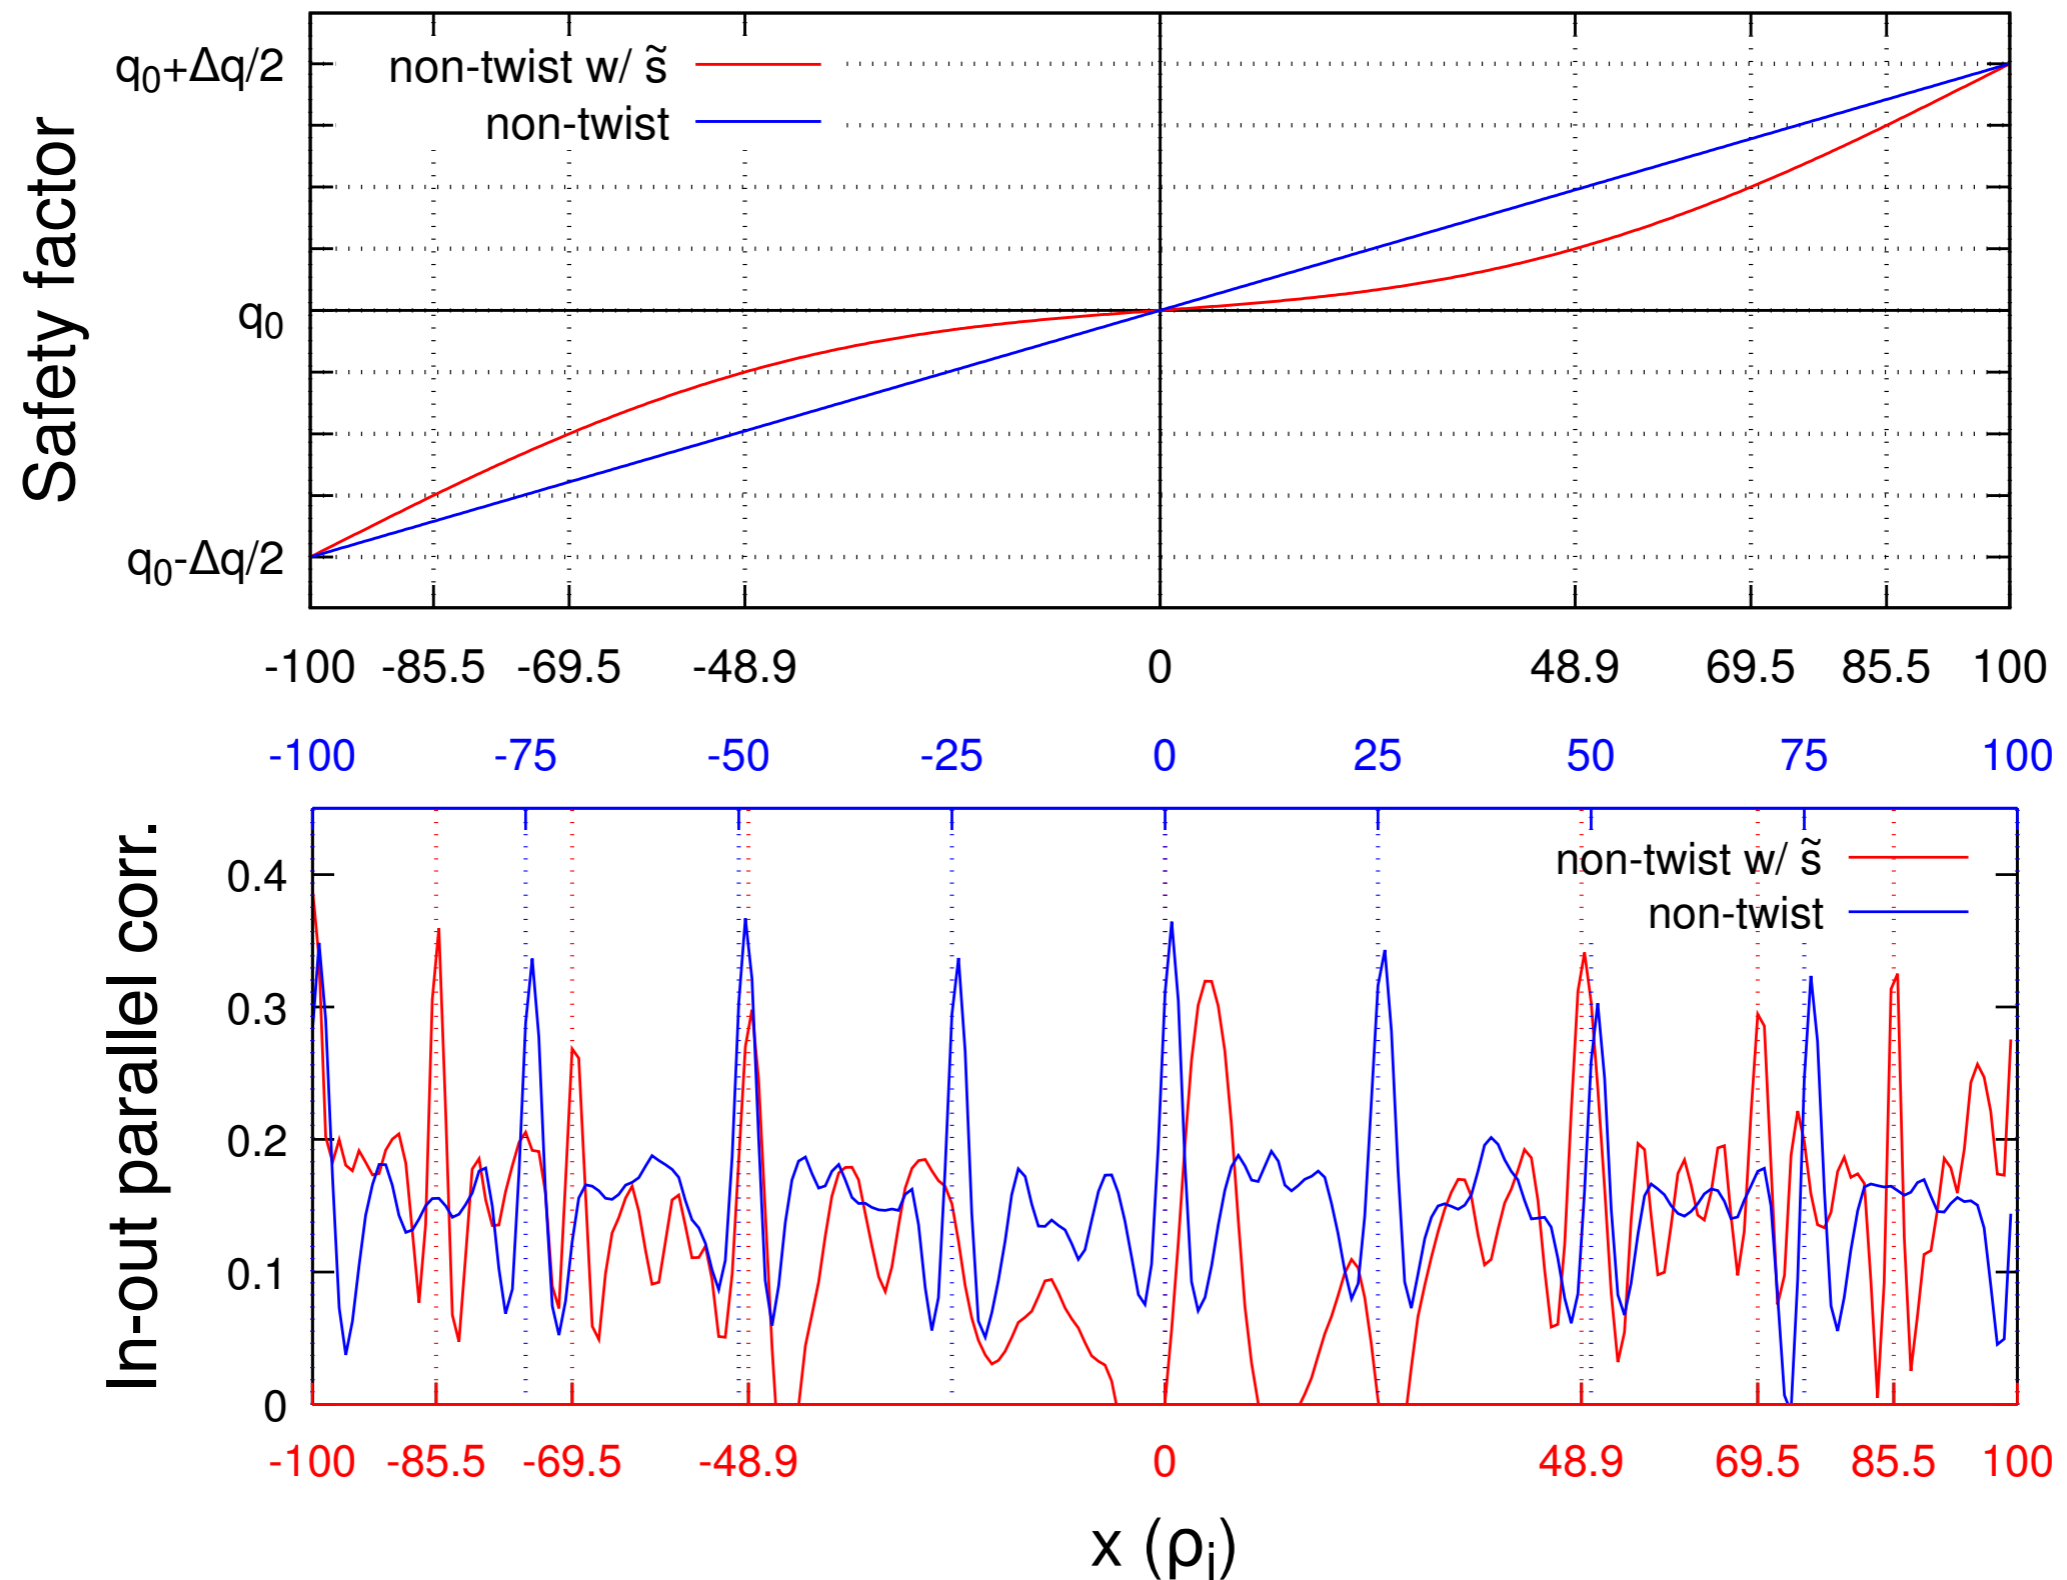 Safety factor
q0+Δq/2
q0
q0-Δq/2
non-twist w/ s̃
non-twist
-100 -85.5 -69.5 -48.9 0 48.9 69.5 85.5 100
-100 -75 -50 -25 0 25 50 75 100
In-out parallel corr.
0.4
0.3
0.2
0.1
0
non-twist w/ s̃
non-twist
-100 -85.5 -69.5 -48.9 0 48.9 69.5 85.5 100
x (ρi)